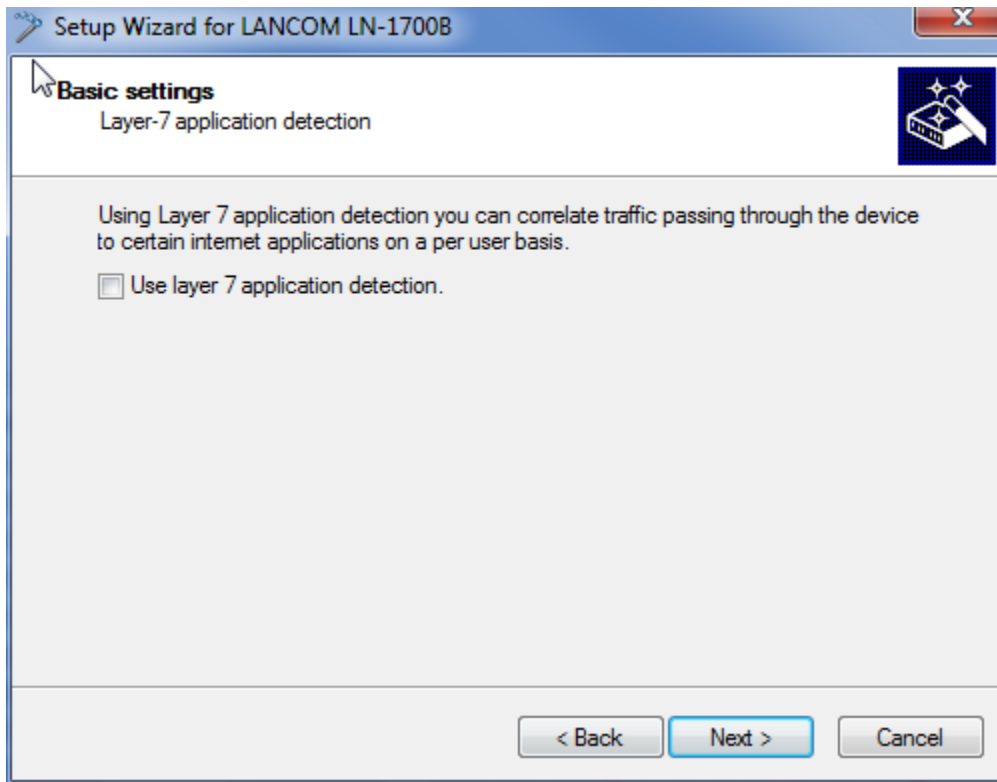 Setup Wizard for LANCOM LN-1700B
Basic settings
Layer-7 application detection
Using Layer 7 application detection you can correlate traffic passing through the device
to certain internet applications on a per user basis.
Use layer 7 application detection.
< Back
Next >
Cancel